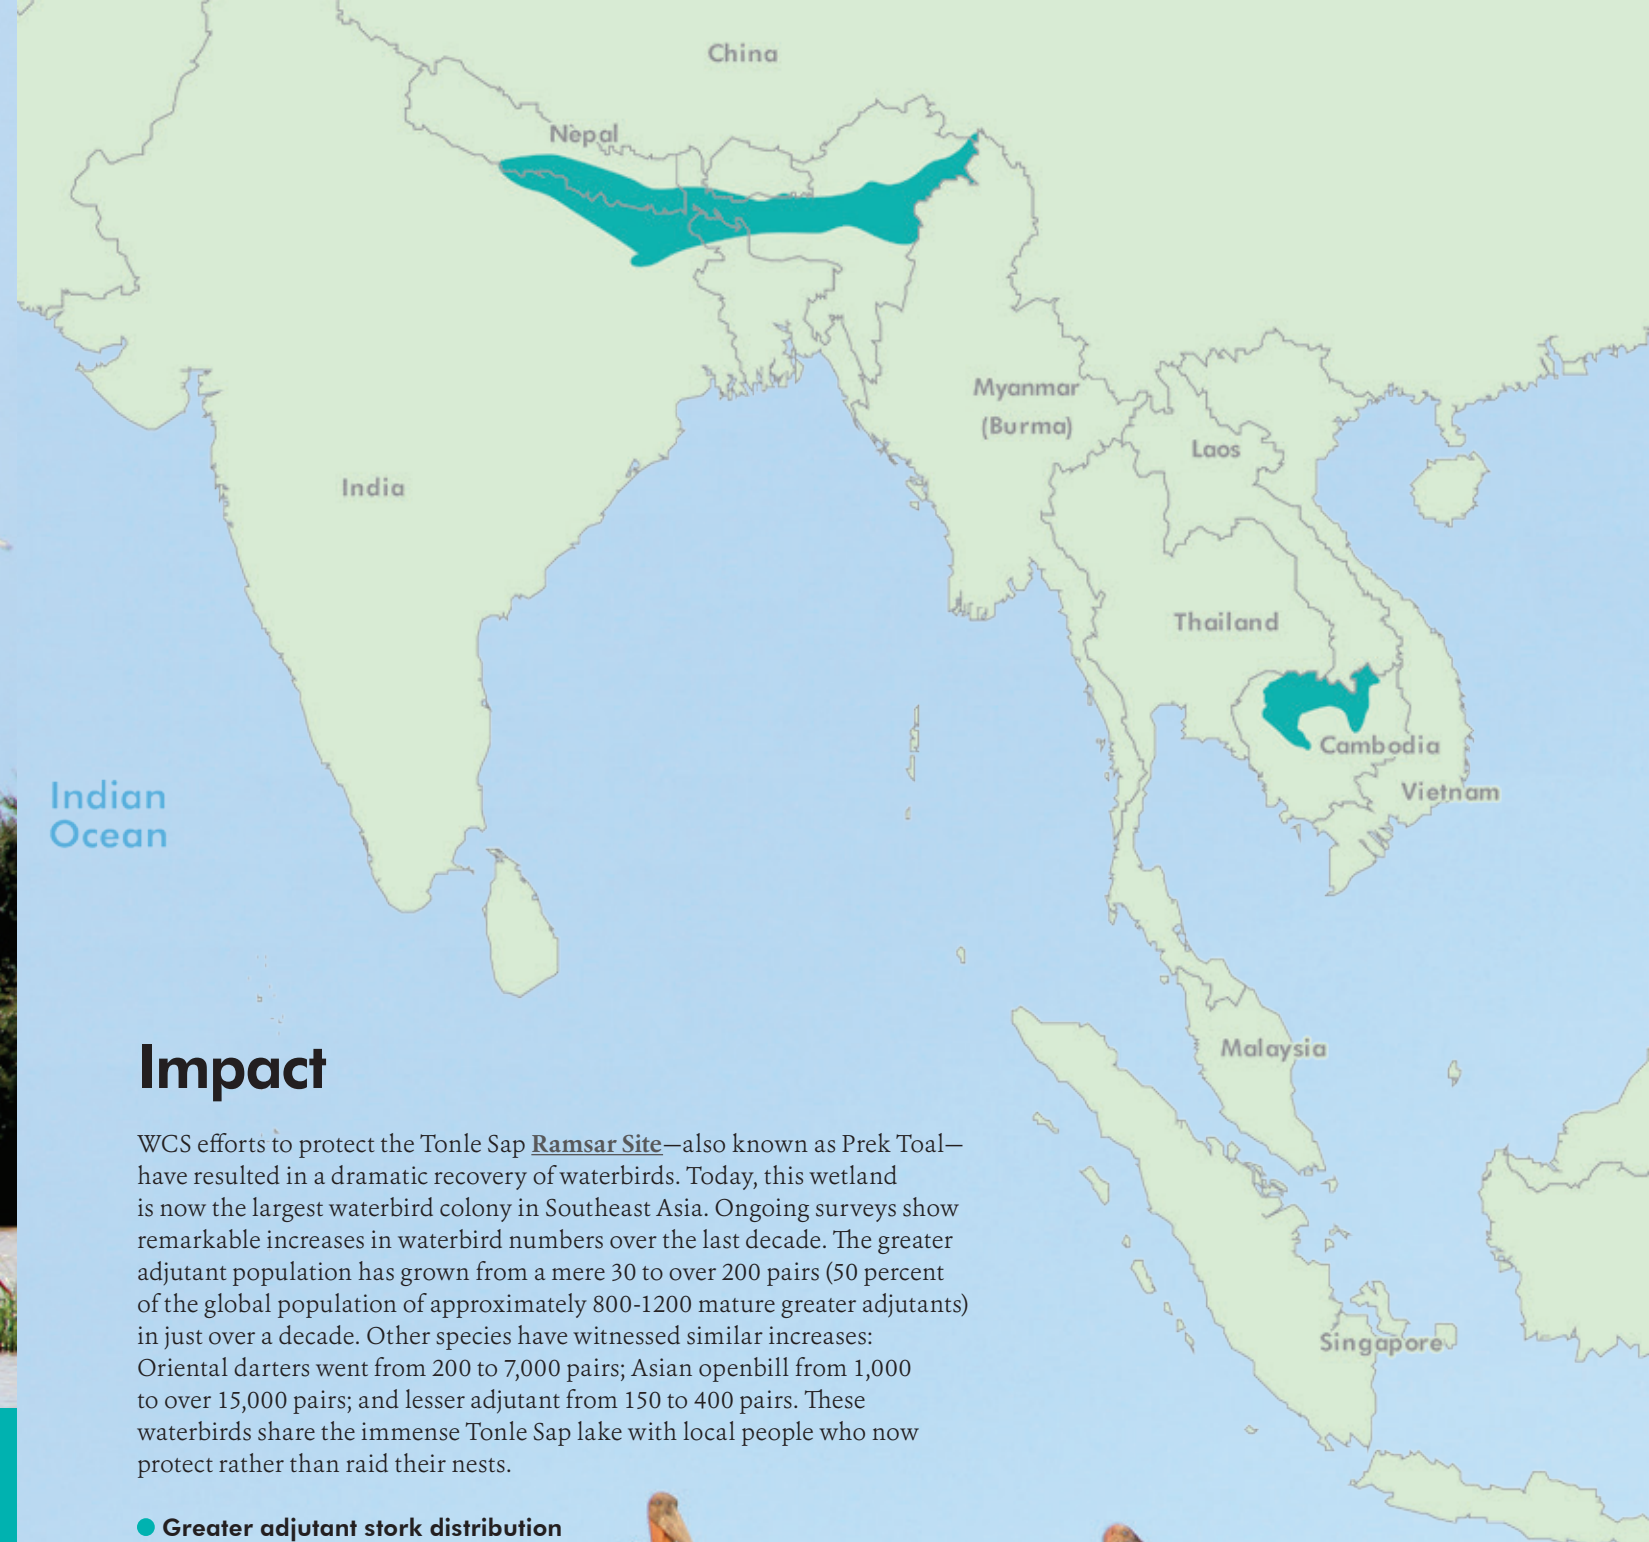 China
Nepal
Myanmar
(Burma)
Laos
India
Thailand
Cambodia
Vietnam
Indian
Ocean
Malaysia
Singapore
Impact
WCS efforts to protect the Tonle Sap Ramsar Site—also known as Prek Toal—
have resulted in a dramatic recovery of waterbirds. Today, this wetland
is now the largest waterbird colony in Southeast Asia. Ongoing surveys show
remarkable increases in waterbird numbers over the last decade. The greater
adjutant population has grown from a mere 30 to over 200 pairs (50 percent
of the global population of approximately 800-1200 mature greater adjutants)
in just over a decade. Other species have witnessed similar increases:
Oriental darters went from 200 to 7,000 pairs; Asian openbill from 1,000
to over 15,000 pairs; and lesser adjutant from 150 to 400 pairs. These
waterbirds share the immense Tonle Sap lake with local people who now
protect rather than raid their nests.
Greater adjutant stork distribution